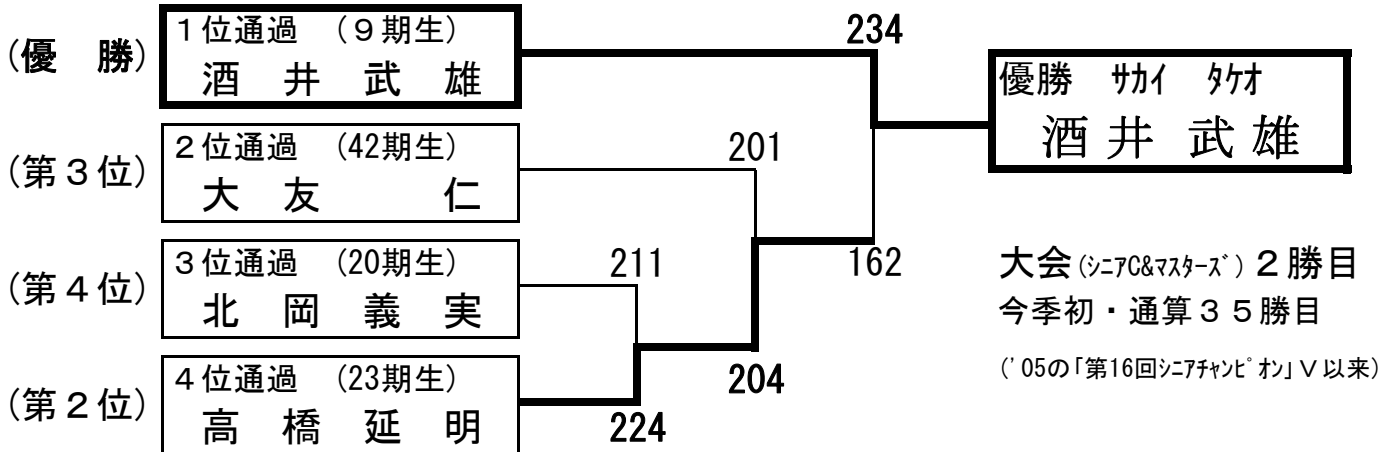 (優　勝)
１位通過　(９期生)
酒　井　武　雄
234
優勝　ｻｶｲ　ﾀｹｵ
酒 井　武 雄
(第３位)
２位通過　(42期生)
大　友　　　仁
201
(第４位)
３位通過　(20期生)
北　岡　義　実
211
162
大会(ｼﾆｱC&ﾏｽﾀｰｽﾞ)２勝目
今季初・通算３５勝目
('05の「第16回ｼﾆｱﾁｬﾝﾋﾟｵﾝ」Ｖ以来)
(第２位)
４位通過　(23期生)
高　橋　延　明
204
224